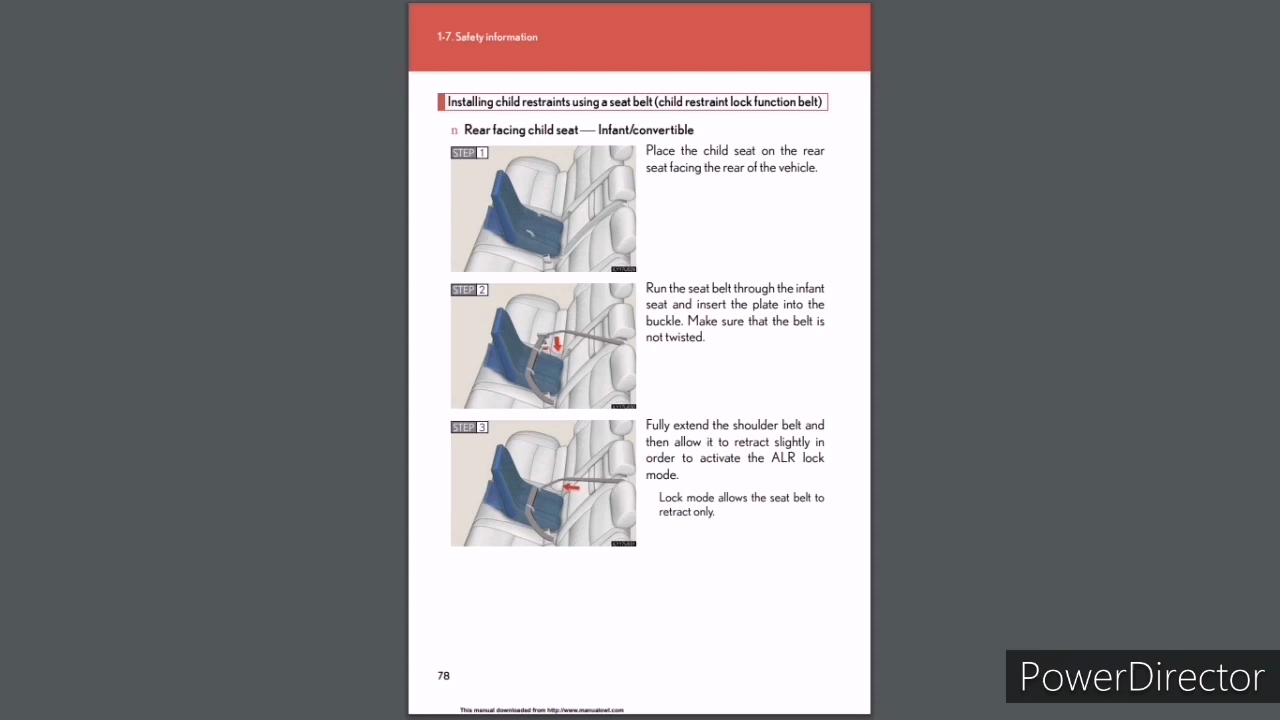 1-7. Safety information
Installing child restraints using a seat belt (child restraint lock function belt)
n Rear facing child seat — Infant/convertible
STEP 1
Place the child seat on the rear
seat facing the rear of the vehicle.
STEP 2
Run the seat belt through the infant
seat and insert the plate into the
buckle. Make sure that the belt is
not twisted.
STEP 3
Fully extend the shoulder belt and
then allow it to retract slightly in
order to activate the ALR lock
mode.
Lock mode allows the seat belt to
retract only.
78
This manual downloaded from http://www.manualowl.com
PowerDirector